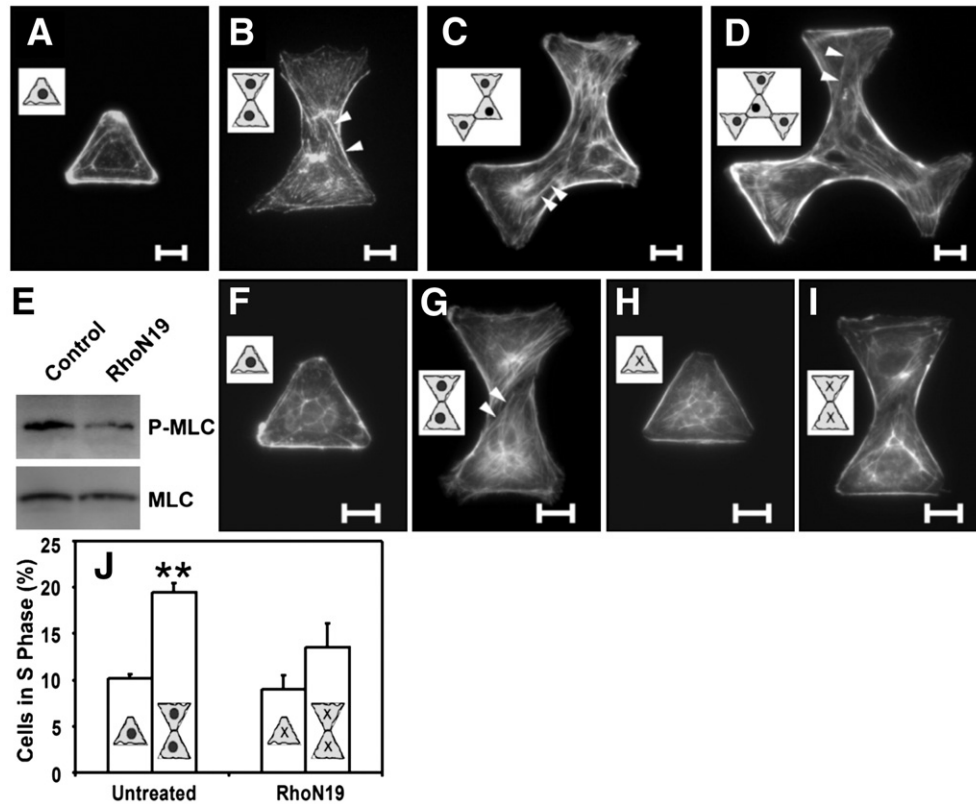 A
B
C
D
E
Control
RhoN19
P-MLC
MLC
F
G
H
x
I
x
x
J
**
Cells in S Phase (%)
25
20
15
10
5
0
x
x
x
Untreated
RhoN19